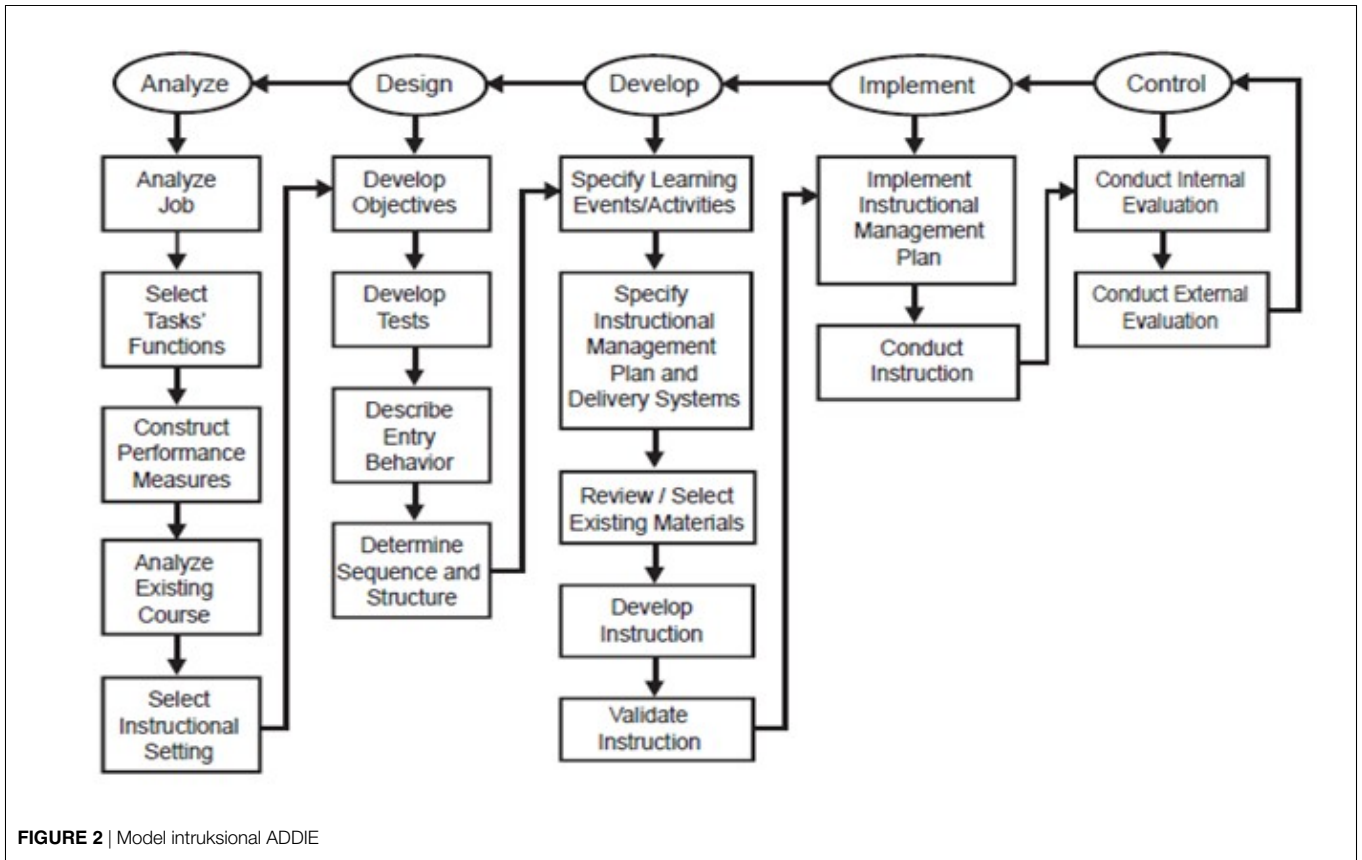 Analyze
Design
Develop
Implement
Control
Analyze
Job
Select
Tasks'
Functions
Construct
Performance
Measures
Analyze
Existing
Course
Select
Instructional
Setting
Develop
Objectives
Develop
Tests
Describe
Entry
Behavior
Determine
Sequence and
Structure
Specify Learning
Events/Activities
Specify
Instructional
Management
Plan and
Delivery Systems
Review / Select
Existing Materials
Develop
Instruction
Validate
Instruction
Implement
Instructional
Management
Plan
Conduct
Instruction
Conduct Internal
Evaluation
Conduct External
Evaluation
FIGURE 2 | Model intruksional ADDIE